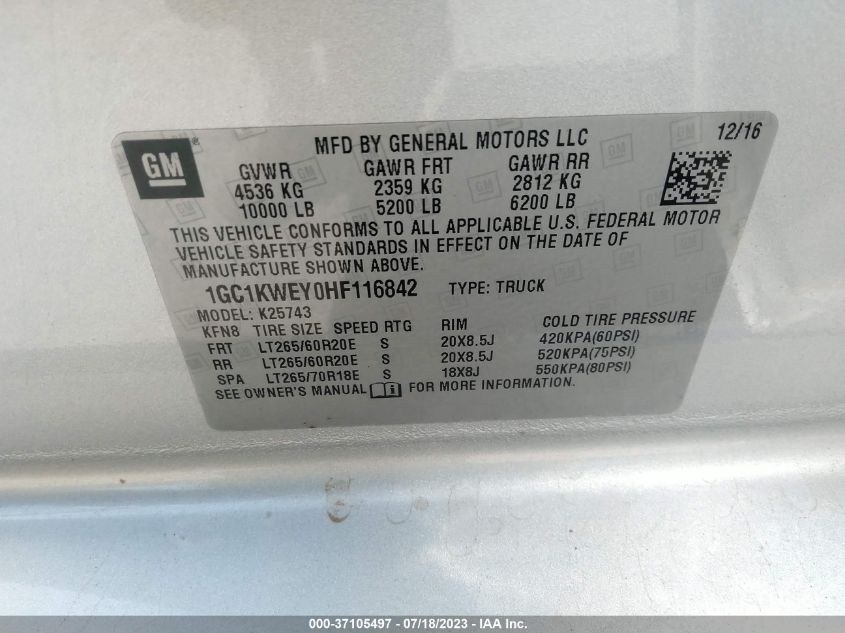 GM ®
MFD BY GENERAL MOTORS LLC
12/16
GVWR GAWR FRT GAWR RR
4536 KG 2359 KG 2812 KG
10000 LB 5200 LB 6200 LB
THIS VEHICLE CONFORMS TO ALL APPLICABLE U.S. FEDERAL MOTOR
VEHICLE SAFETY STANDARDS IN EFFECT ON THE DATE OF
MANUFACTURE SHOWN ABOVE.
1GC1KWEY0HF116842 TYPE: TRUCK
MODEL: K25743
KFN8 TIRE SIZE SPEED RTG RIM COLD TIRE PRESSURE
FRT LT265/60R20E S 20X8.5J 420KPA(60PSI)
RR LT265/60R20E S 20X8.5J 520KPA(75PSI)
SPA LT265/70R18E S 18X8J 550KPA(80PSI)
SEE OWNER'S MANUAL i FOR MORE INFORMATION.
000-37105497 - 07/18/2023 - IAA Inc.